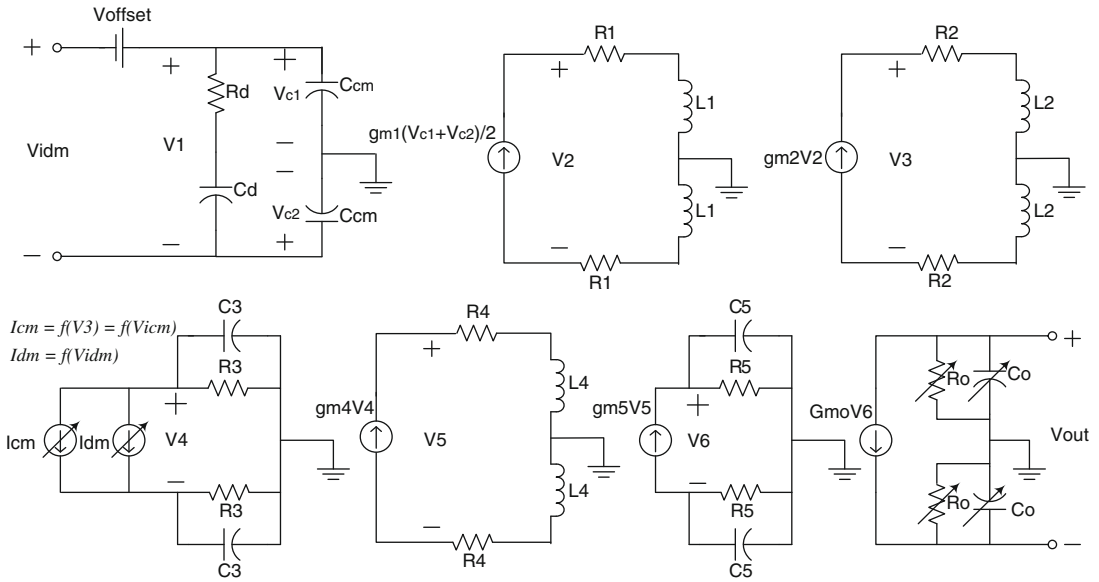 Voffset
+
+
+
Rd
Vc1
Ccm
Vidm
V1
−
−
Cd
Vc2
Ccm
−
−
+
R1
+
L1
gm1(Vc1+Vc2)/2
V2
L1
−
R1
R2
+
L2
gm2V2
V3
L2
−
R2
Icm = f(V3) = f(Vicm)
Idm = f(Vidm)
C3
−
R3
+
Icm
Idm
V4
−
R3
C3
R4
+
L4
gm4V4
V5
L4
−
R4
C5
−
R5
+
gm5V5
V6
−
R5
C5
+
Ro
Co
GmoV6
Vout
Ro
Co
−